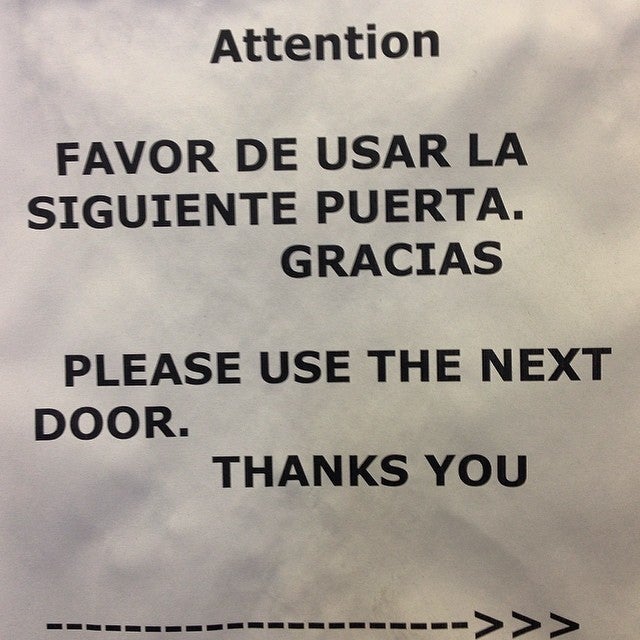 Attention
FAVOR DE USAR LA
SIGUIENTE PUERTA.
GRACIAS
PLEASE USE THE NEXT
DOOR.
THANKS YOU
---------------------->>>